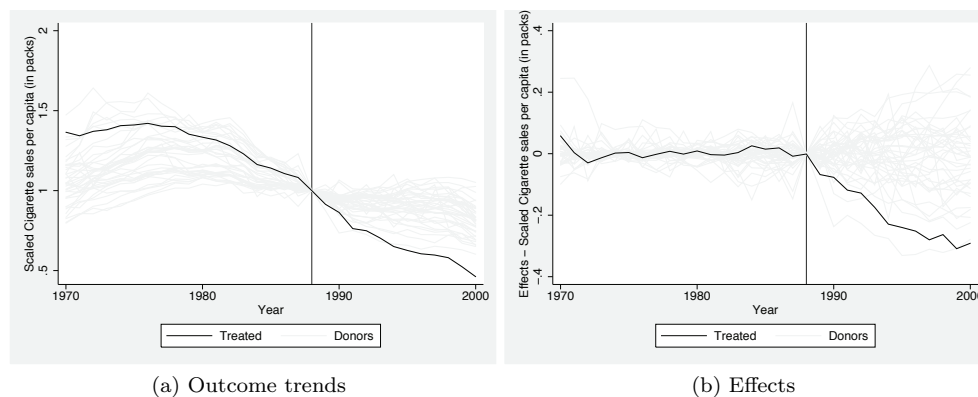 Scaled Cigarette sales per capita (in packs)
2
1.5
1
.5
1970
1980
1990
2000
Year
Treated
Donors
(a) Outcome trends
Effects − Scaled Cigarette sales per capita (in packs)
.4
.2
0
-.2
-.4
1970
1980
1990
2000
Year
Treated
Donors
(b) Effects